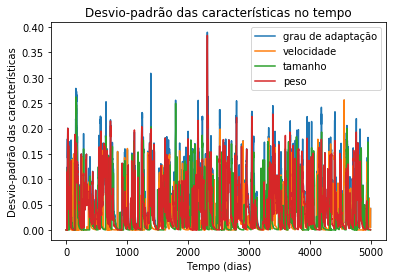 Desvio-padrão das características no tempo
grau de adaptação
velocidade
tamanho
peso
Desvio-padrão das características
0.40
0.35
0.30
0.25
0.20
0.15
0.10
0.05
0.00
0 1000 2000 3000 4000 5000
Tempo (dias)